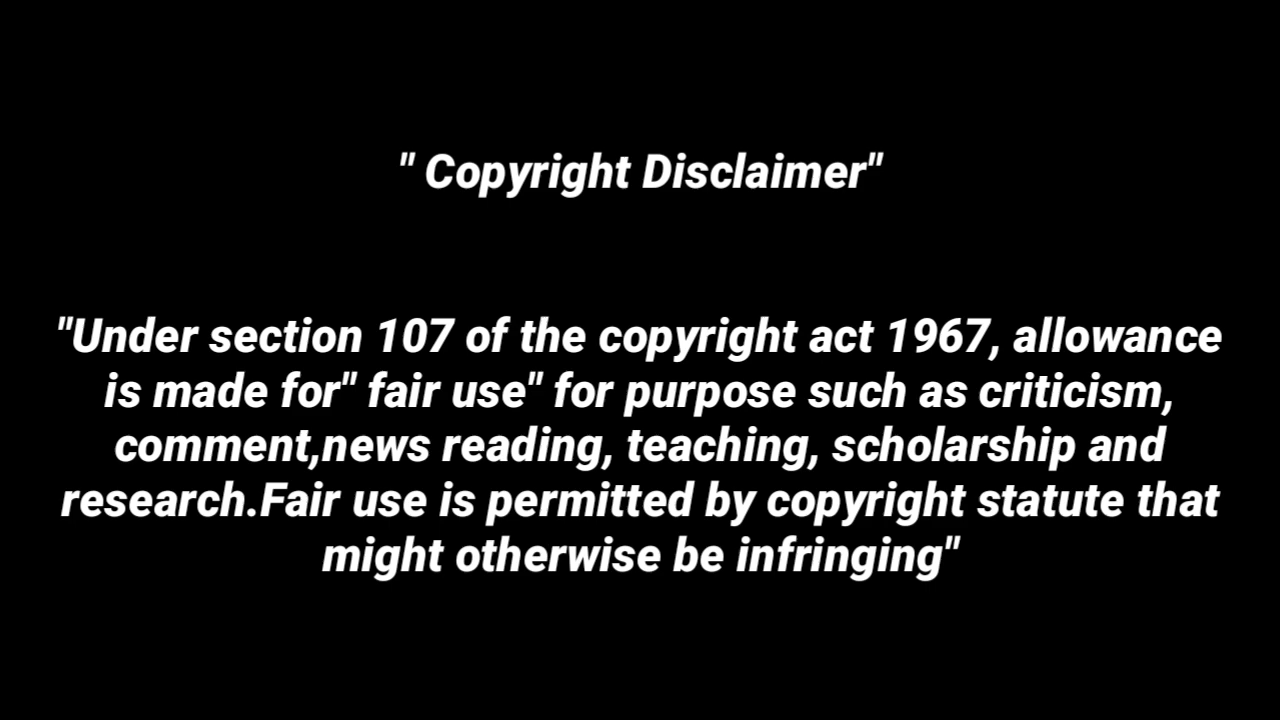 " Copyright Disclaimer"
"Under section 107 of the copyright act 1967, allowance
is made for" fair use" for purpose such as criticism,
comment,news reading, teaching, scholarship and
research.Fair use is permitted by copyright statute that
might otherwise be infringing"